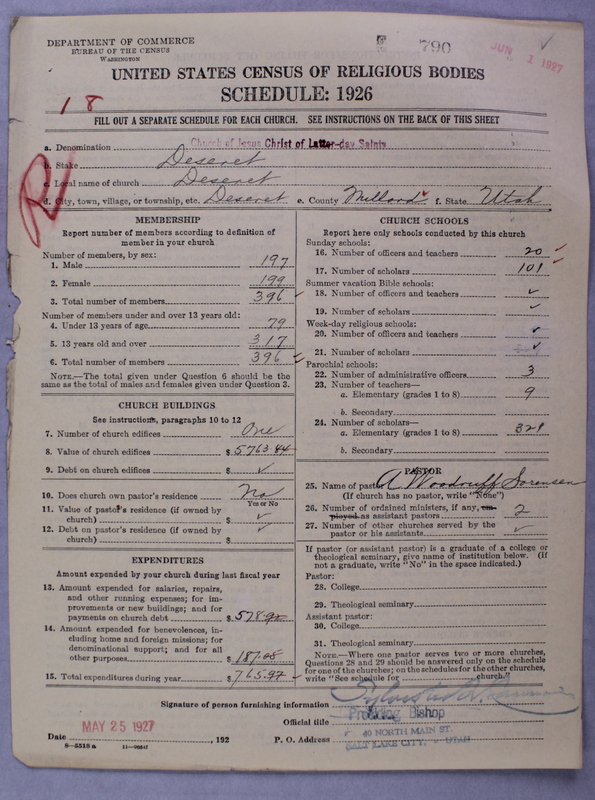 DEPARTMENT OF COMMERCE
BUREAU OF THE CENSUS
WASHINGTON
790
JUN 1 1927
UNITED STATES CENSUS OF RELIGIOUS BODIES
SCHEDULE: 1926
18
FILL OUT A SEPARATE SCHEDULE FOR EACH CHURCH. SEE INSTRUCTIONS ON THE BACK OF THIS SHEET
R
a. Denomination Church of Jesus Christ of Latter-day Saints
b. Stake Deseret
c. Local name of church Deseret
d. City, town, village, or township, etc. Deseret e. County Millard f. State Utah
MEMBERSHIP
Report number of members according to definition of
member in your church
Number of members, by sex:
1. Male 197
2. Female 199
3. Total number of members 396
Number of members under and over 13 years old:
4. Under 13 years of age 79
5. 13 years old and over 317
6. Total number of members 396
NOTE.—The total given under Question 6 should be the
same as the total of males and females given under Question 3.
CHURCH BUILDINGS
See instructions, paragraphs 10 to 12
7. Number of church edifices One
8. Value of church edifices $ 5763.44
9. Debt on church edifices $ ✓
10. Does church own pastor's residence No
Yes or No
11. Value of pastor's residence (if owned by
church) $ ✓
12. Debt on pastor's residence (if owned by
church) $ ✓
EXPENDITURES
Amount expended by your church during last fiscal year
13. Amount expended for salaries, repairs,
and other running expenses; for im-
provements or new buildings; and for
payments on church debt $ 578.90
14. Amount expended for benevolences, in-
cluding home and foreign missions; for
denominational support; and for all
other purposes $ 187.08
15. Total expenditures during year $ 765.97
CHURCH SCHOOLS
Report here only schools conducted by this church
Sunday schools:
16. Number of officers and teachers 20
17. Number of scholars 101
Summer vacation Bible schools:
18. Number of officers and teachers ✓
19. Number of scholars ✓
Week-day religious schools:
20. Number of officers and teachers ✓
21. Number of scholars ✓
Parochial schools:
22. Number of administrative officers 3
23. Number of teachers—
a. Elementary (grades 1 to 8) 9
b. Secondary
24. Number of scholars—
a. Elementary (grades 1 to 8) 321
b. Secondary
PASTOR
25. Name of pastor A Woodruff Sorensen
(If church has no pastor, write "None")
26. Number of ordained ministers, if any, em-
ployed as assistant pastors 2
27. Number of other churches served by the
pastor or his assistants ✓
If pastor (or assistant pastor) is a graduate of a college or
theological seminary, give name of institution below. (If
not a graduate, write "No" in the space indicated.)
Pastor:
28. College
29. Theological seminary
Assistant pastor:
30. College
31. Theological seminary
NOTE.—Where one pastor serves two or more churches,
Questions 28 and 29 should be answered only on the schedule
for one of the churches; on the schedules for the other churches,
write "See schedule for church."
Signature of person furnishing information
Official title Presiding Bishop
Date MAY 25 1927, 192 P. O. Address 40 NORTH MAIN ST.
SALT LAKE CITY, UTAH